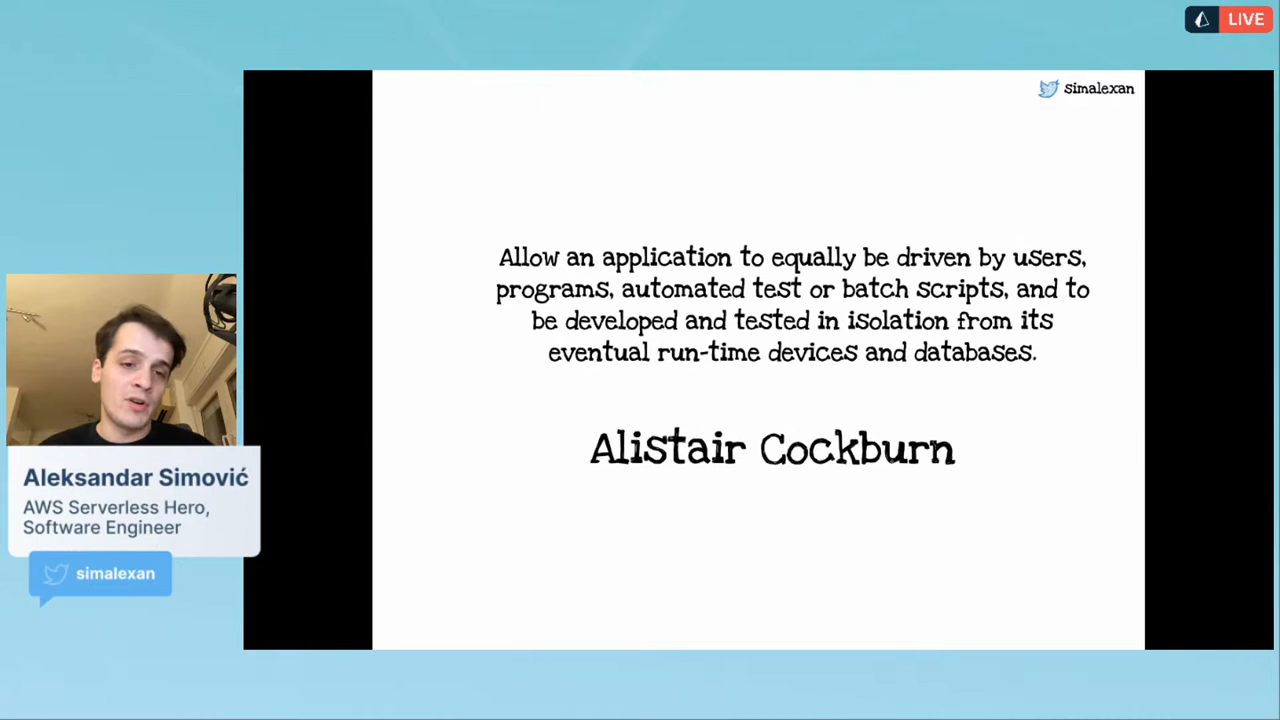 LIVE
simalexan
Allow an application to equally be driven by users,
programs, automated test or batch scripts, and to
be developed and tested in isolation from its
eventual run-time devices and databases.
Alistair Cockburn
Aleksandar Simović
AWS Serverless Hero,
Software Engineer
simalexan